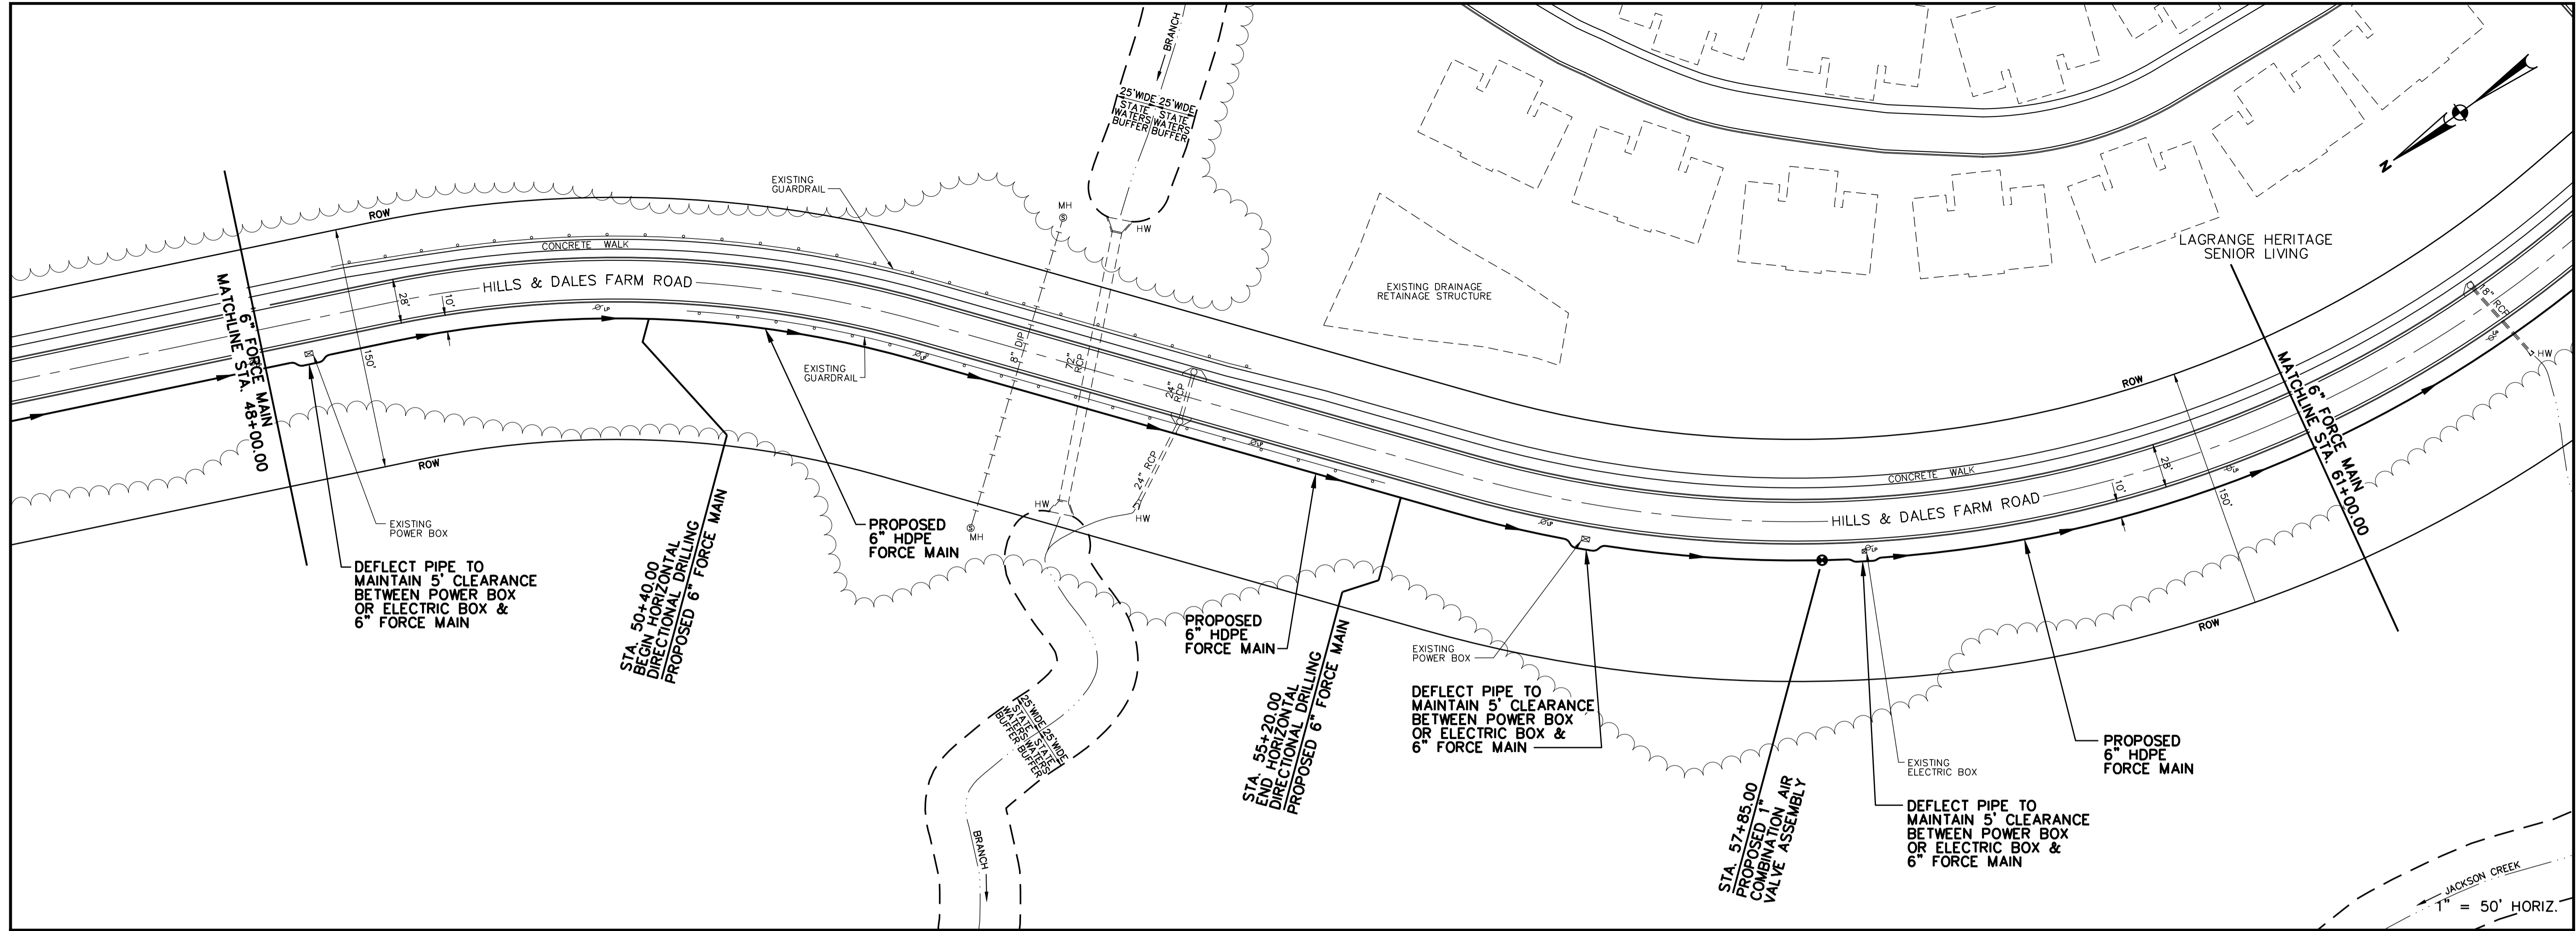 BRANCH
25'WIDE 25'WIDE
STATE STATE
WATERS WATERS
BUFFER BUFFER
EXISTING
GUARDRAIL
MH
S
HW
ROW
CONCRETE WALK
HILLS & DALES FARM ROAD
28'
10'
150'
LP
6" FORCE MAIN
MATCHLINE STA. 48+00.00
EXISTING
GUARDRAIL
8" DIP
72"
RCP
24"
RCP
24" RCP
HW
HW
S
MH
ROW
EXISTING
POWER BOX
DEFLECT PIPE TO
MAINTAIN 5' CLEARANCE
BETWEEN POWER BOX
OR ELECTRIC BOX &
6" FORCE MAIN
STA. 50+40.00
BEGIN HORIZONTAL
DIRECTIONAL DRILLING
PROPOSED 6" FORCE MAIN
PROPOSED
6" HDPE
FORCE MAIN
25'WIDE 25'WIDE
STATE STATE
WATERS WATERS
BUFFER BUFFER
BRANCH
PROPOSED
6" HDPE
FORCE MAIN
STA. 55+20.00
END HORIZONTAL
DIRECTIONAL DRILLING
PROPOSED 6" FORCE MAIN
EXISTING DRAINAGE
RETAINAGE STRUCTURE
N
LAGRANGE HERITAGE
SENIOR LIVING
18" RCP
HW
ROW
6" FORCE MAIN
MATCHLINE STA. 61+00.00
CONCRETE WALK
HILLS & DALES FARM ROAD
28'
10'
150'
LP
LP
LP
LP
LP
LP
ROW
EXISTING
POWER BOX
DEFLECT PIPE TO
MAINTAIN 5' CLEARANCE
BETWEEN POWER BOX
OR ELECTRIC BOX &
6" FORCE MAIN
STA. 57+85.00
PROPOSED 1"
COMBINATION AIR
VALVE ASSEMBLY
EXISTING
ELECTRIC BOX
DEFLECT PIPE TO
MAINTAIN 5' CLEARANCE
BETWEEN POWER BOX
OR ELECTRIC BOX &
6" FORCE MAIN
PROPOSED
6" HDPE
FORCE MAIN
JACKSON CREEK
1" = 50' HORIZ.